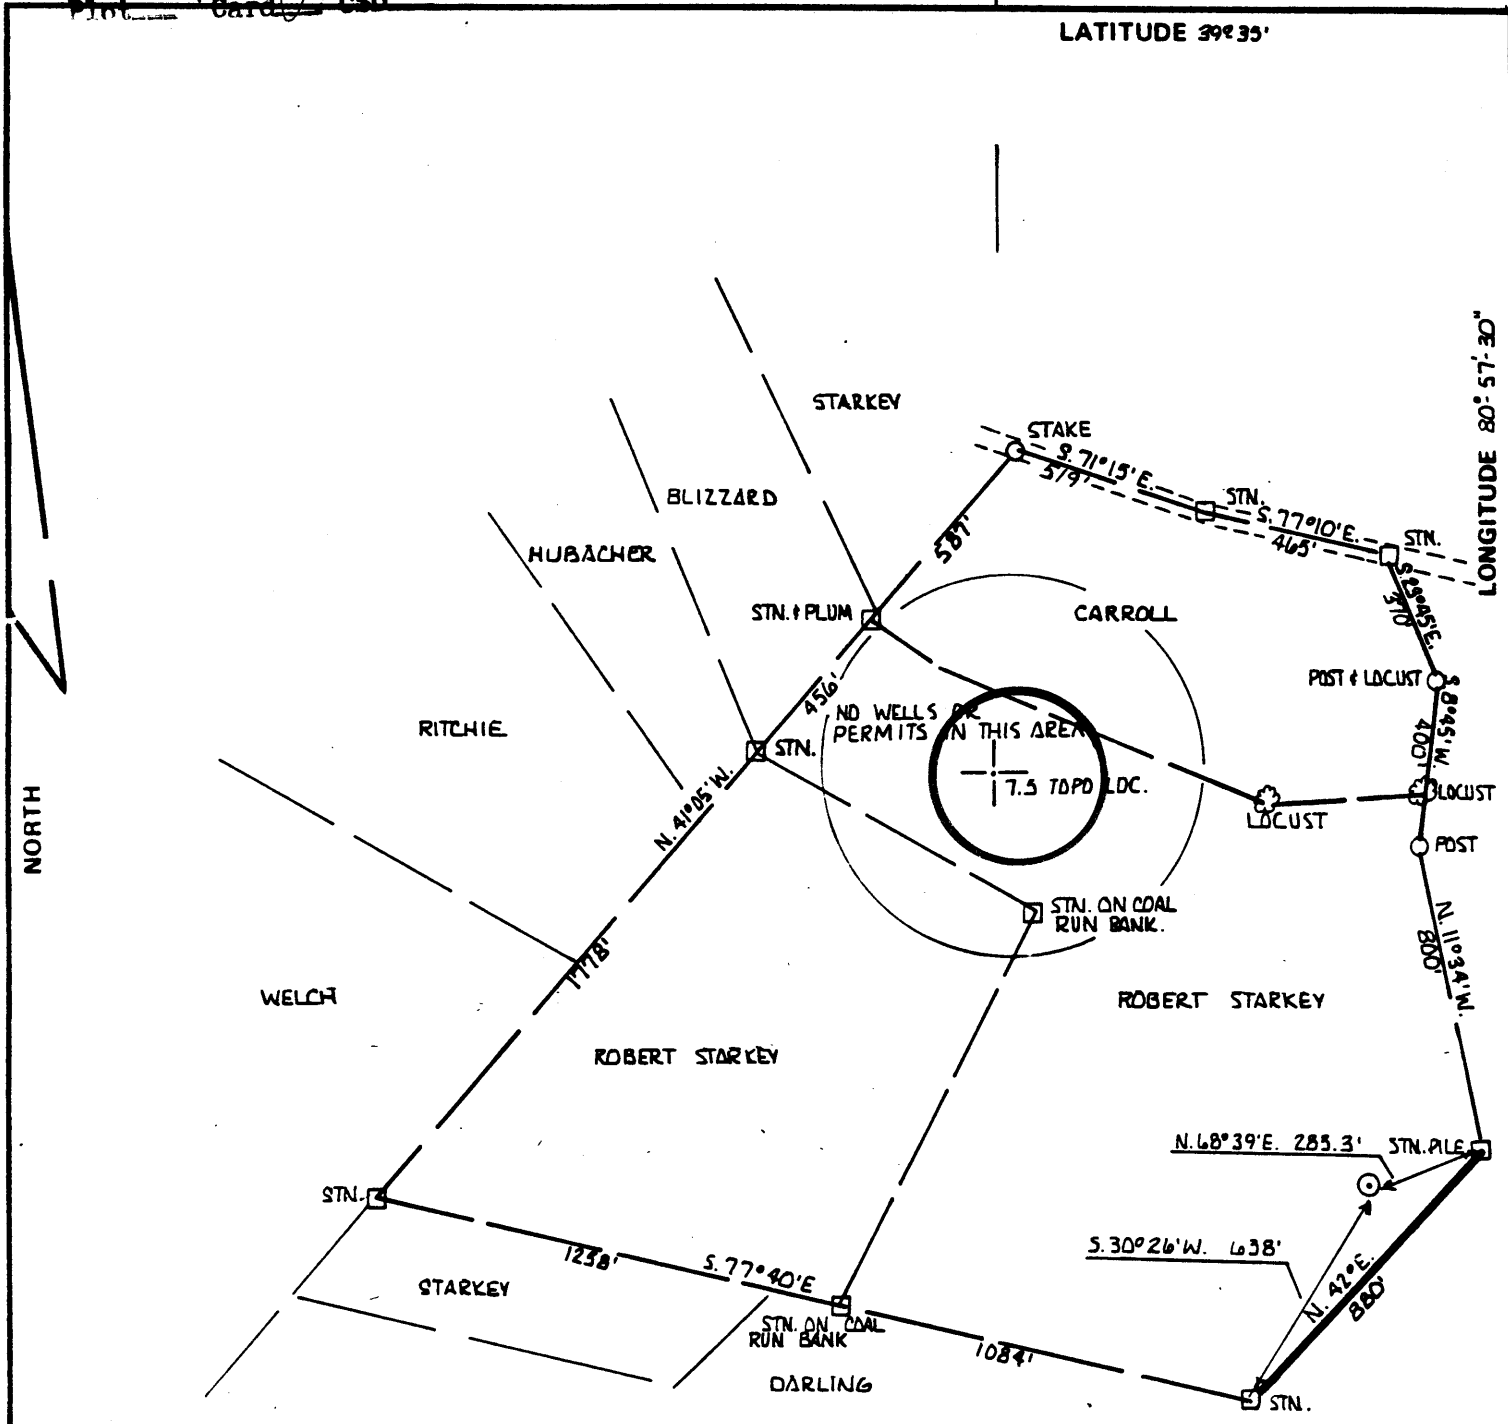 Plot Card
LATITUDE 39°35'
LONGITUDE 80° 57' 30"
STARKEY
STAKE
S. 71°15' E.
519'
STN.
S. 77°10' E.
465'
STN.
BLIZZARD
HUBACHER
587'
STN. & PLUM
CARROLL
370'
POST & LOCUST
S 8°45' W.
400'
456'
NO WELLS OR
PERMITS IN THIS AREA
RITCHIE
STN.
7.5 TOPO LOC.
LOCUST
LOCUST
POST
N. 41°05' W.
NORTH
STN. ON COAL
RUN BANK.
N. 11°34' W.
800'
1778'
WELCH
ROBERT STARKEY
ROBERT STARKEY
N. 68°39' E. 285.3'
STN. PILE
STN.
S. 30°26' W. 638'
1238'
S. 77°40' E
N. 42° E.
880'
STARKEY
STN. ON COAL
RUN BANK
1084'
DARLING
STN.